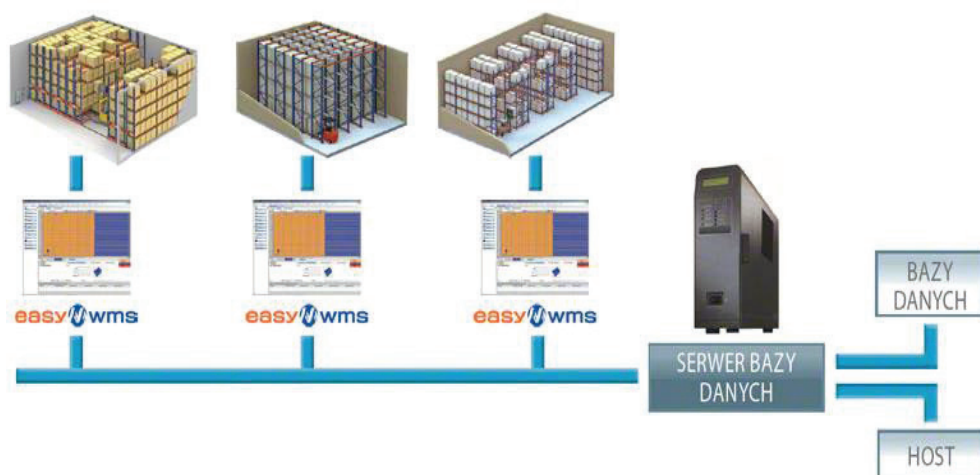 easy wms
easy wms
easy wms
SERWER BAZY
DANYCH
BAZY
DANYCH
HOST